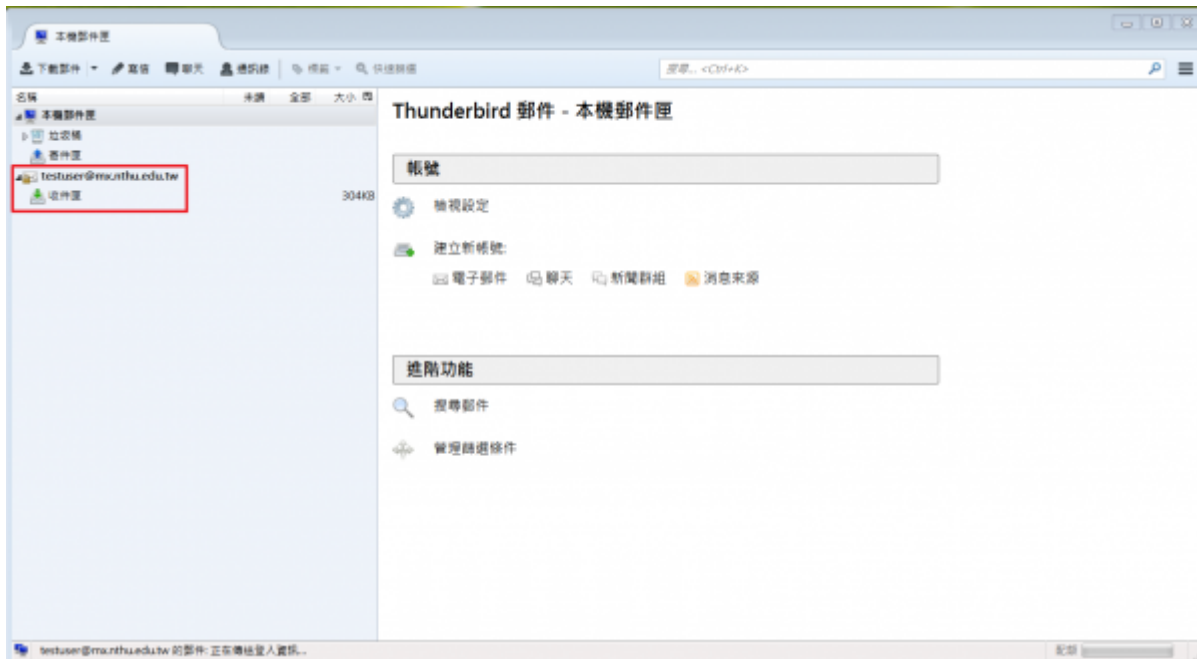 本機郵件匣
下載郵件 寫信 聊天 通訊錄 標籤 快速篩選 搜尋... <Ctrl+K>
名稱 未讀 全部 大小
本機郵件匣
垃圾桶
寄件匣
testuser@mx.nthu.edu.tw
收件匣 304KB
Thunderbird 郵件 - 本機郵件匣
帳號
檢視設定
建立新帳號:
電子郵件 聊天 新聞群組 消息來源
進階功能
搜尋郵件
管理篩選條件
testuser@mx.nthu.edu.tw 的郵件: 正在傳送登入資訊...
配額